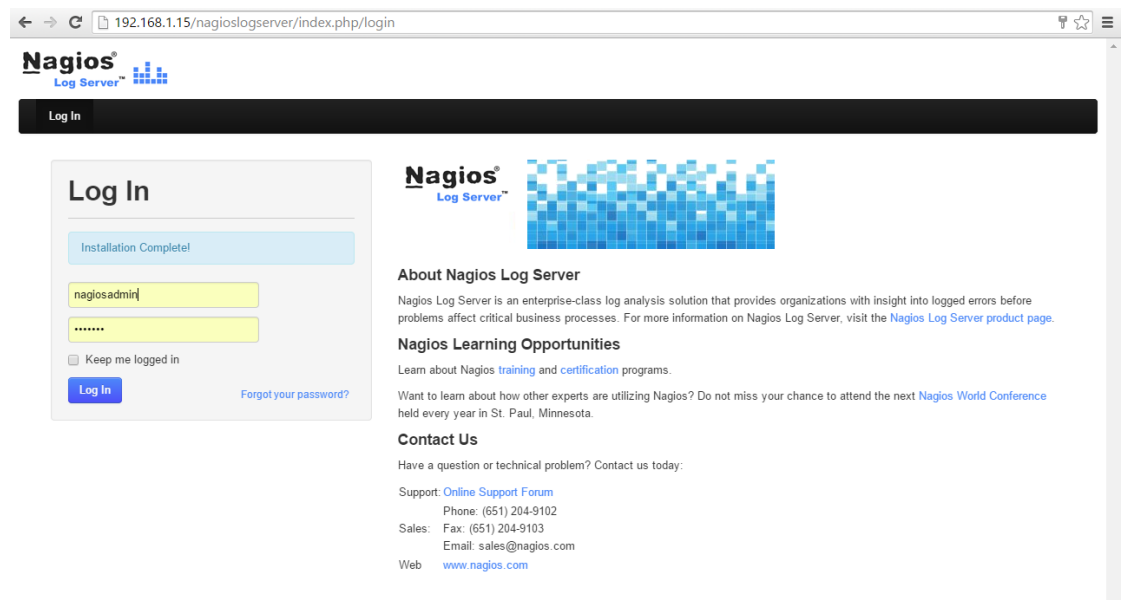 192.168.1.15/nagioslogserver/index.php/login
Nagios®
Log Server™
Log In
Log In
Installation Complete!
nagiosadmin
•••••••
Keep me logged in
Log In
Forgot your password?
Nagios®
Log Server™
About Nagios Log Server
Nagios Log Server is an enterprise-class log analysis solution that provides organizations with insight into logged errors before
problems affect critical business processes. For more information on Nagios Log Server, visit the Nagios Log Server product page.
Nagios Learning Opportunities
Learn about Nagios training and certification programs.
Want to learn about how other experts are utilizing Nagios? Do not miss your chance to attend the next Nagios World Conference
held every year in St. Paul, Minnesota.
Contact Us
Have a question or technical problem? Contact us today:
Support: Online Support Forum
Phone: (651) 204-9102
Sales: Fax: (651) 204-9103
Email: sales@nagios.com
Web www.nagios.com